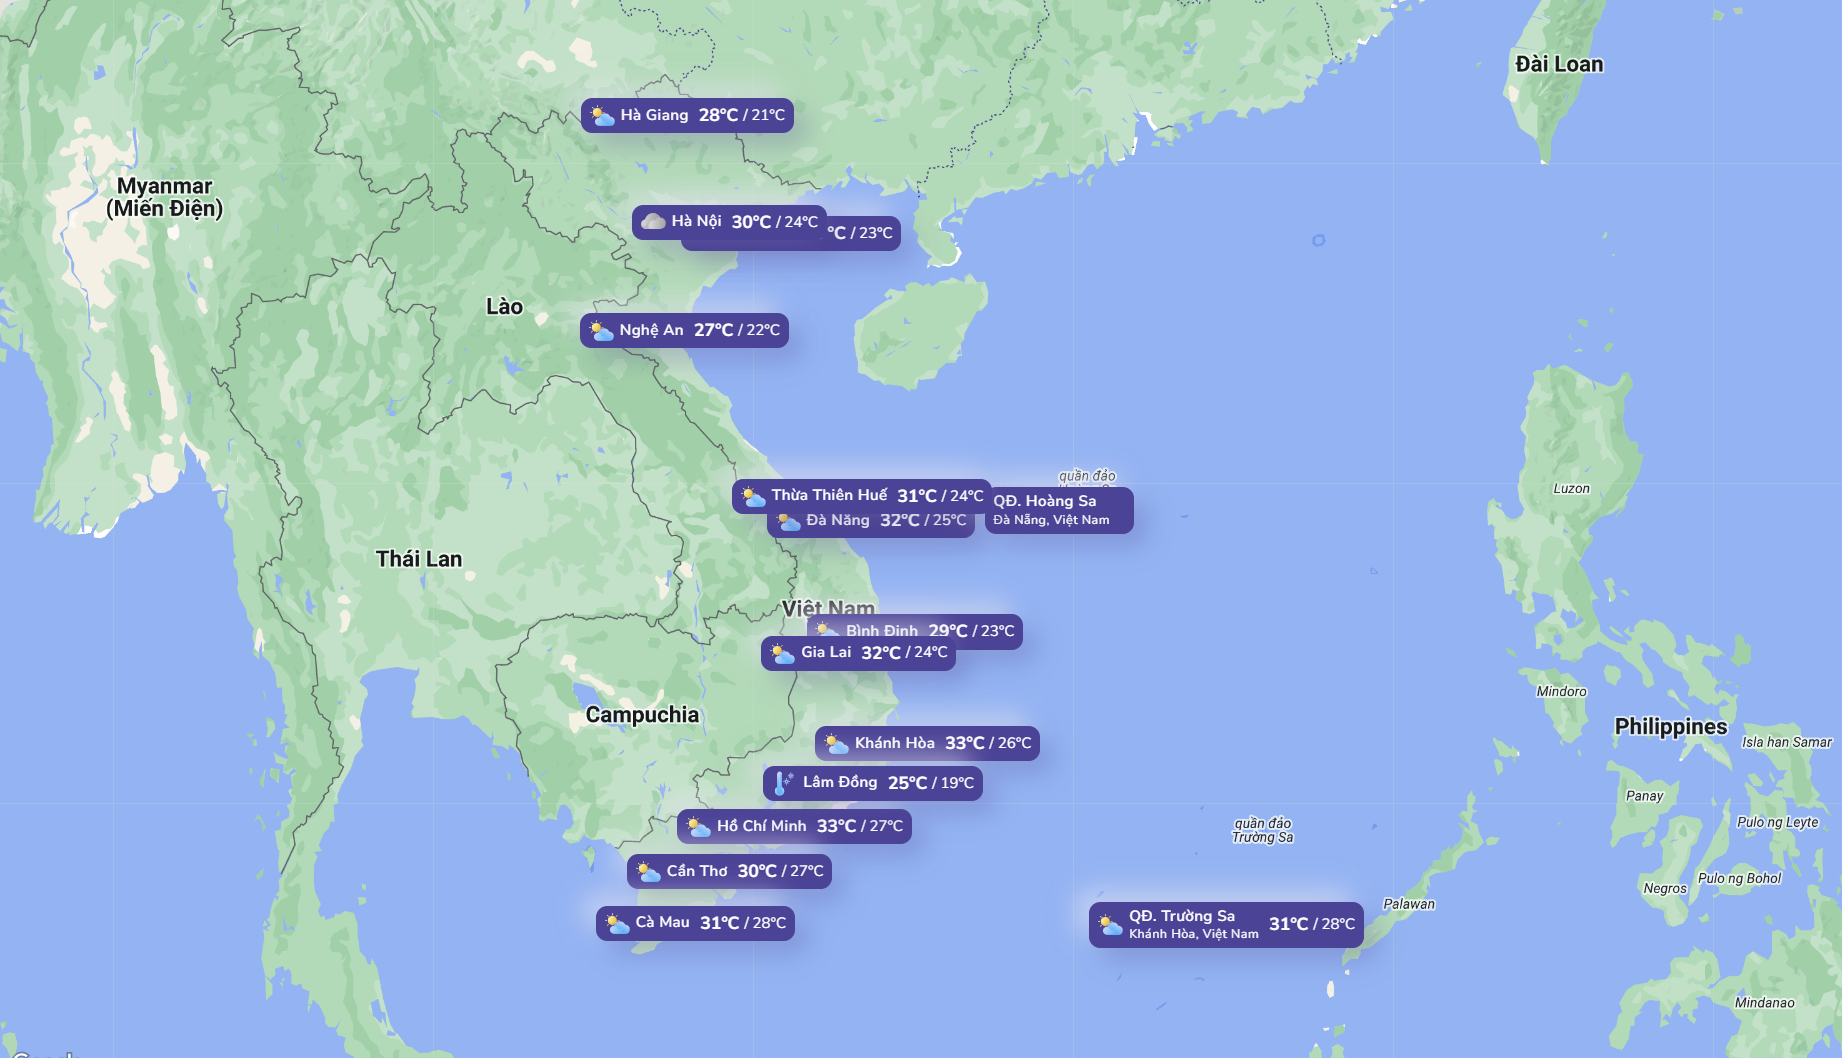 Đài Loan
Hà Giang 28°C / 21°C
Myanmar
(Miến Điện)
Hà Nội 30°C / 24°C
°C / 23°C
Lào
Nghệ An 27°C / 22°C
quần đảo
Luzon
Thừa Thiên Huế 31°C / 24°C
QĐ. Hoàng Sa
Đà Nẵng, Việt Nam
Đà Nẵng 32°C / 25°C
Thái Lan
Việt Nam
Bình Định 29°C / 23°C
Gia Lai 32°C / 24°C
Mindoro
Campuchia
Philippines
Khánh Hòa 33°C / 26°C
Isla han Samar
Lâm Đồng 25°C / 19°C
Panay
Hồ Chí Minh 33°C / 27°C
quần đảo
Trường Sa
Pulo ng Leyte
Cần Thơ 30°C / 27°C
Pulo ng Bohol
Negros
Palawan
Cà Mau 31°C / 28°C
QĐ. Trường Sa
Khánh Hòa, Việt Nam
31°C / 28°C
Mindanao